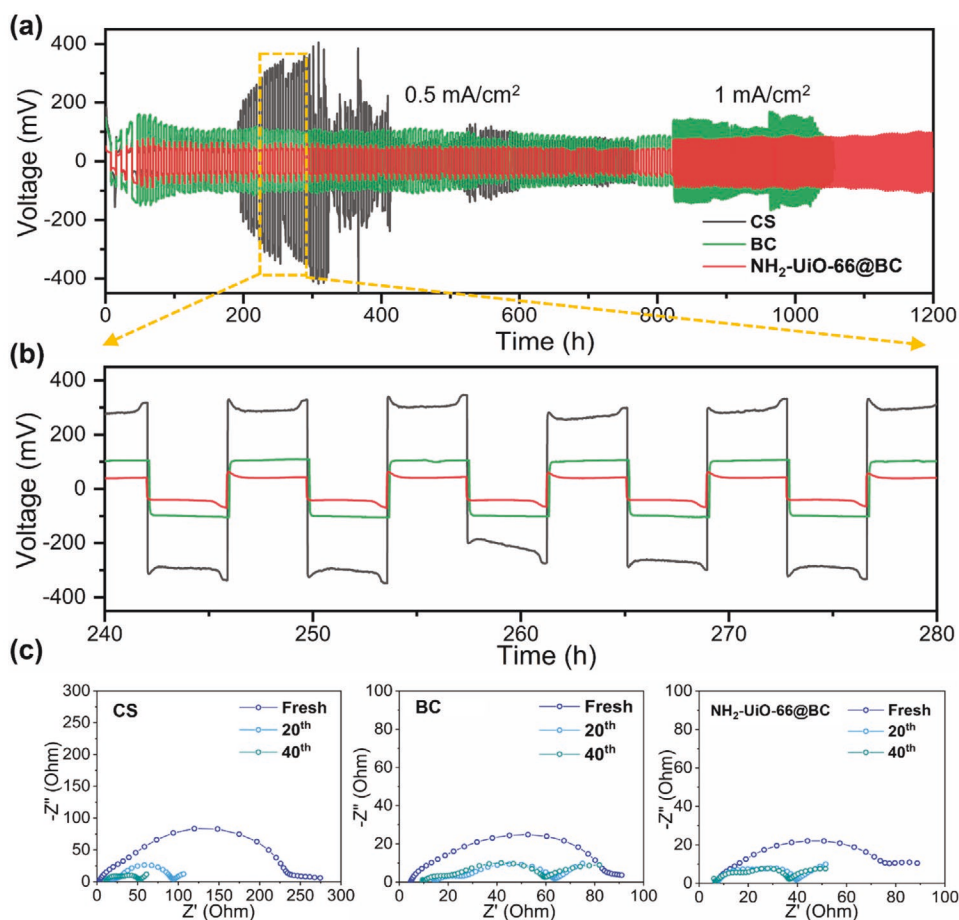 (a)
400
200
0
-200
-400
Voltage (mV)
0.5 mA/cm²
1 mA/cm²
CS
BC
NH₂-UiO-66@BC
0 200 400 600 800 1000 1200
Time (h)
(b)
400
200
0
-200
-400
Voltage (mV)
240 250 260 270 280
Time (h)
(c)
300
250
200
150
100
50
0
-Z'' (Ohm)
CS
Fresh
20th
40th
0 50 100 150 200 250 300
Z' (Ohm)
100
80
60
40
20
0
-Z'' (Ohm)
BC
Fresh
20th
40th
0 20 40 60 80 100
Z' (Ohm)
100
80
60
40
20
0
-Z'' (Ohm)
NH₂-UiO-66@BC
Fresh
20th
40th
0 20 40 60 80 100
Z' (Ohm)